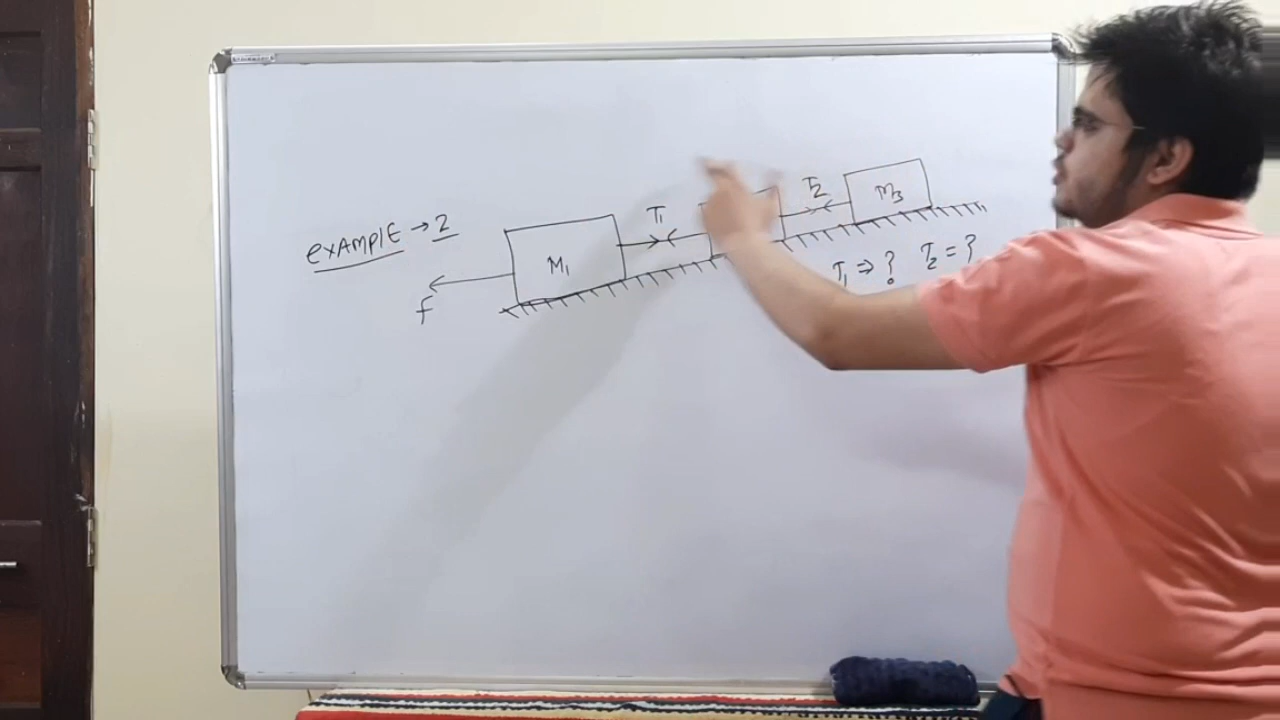 EXAMPLE → 2
F
M1
T1
T2
M3
T1 ⇒ ? T2 = ?